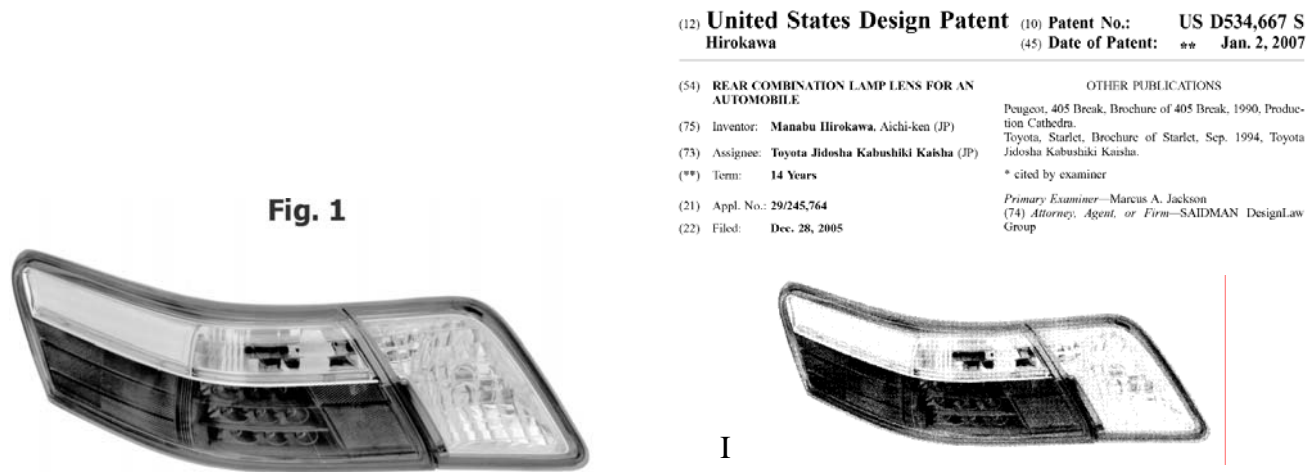 Fig. 1
(12) United States Design Patent
Hirokawa
(10) Patent No.: US D534,667 S
(45) Date of Patent: ** Jan. 2, 2007
(54) REAR COMBINATION LAMP LENS FOR AN
AUTOMOBILE
(75) Inventor: Manabu Hirokawa, Aichi-ken (JP)
(73) Assignee: Toyota Jidosha Kabushiki Kaisha (JP)
(**) Term: 14 Years
(21) Appl. No.: 29/245,764
(22) Filed: Dec. 28, 2005
OTHER PUBLICATIONS
Peugeot, 405 Break, Brochure of 405 Break, 1990, Produc-
tion Cathedra.
Toyota, Starlet, Brochure of Starlet, Sep. 1994, Toyota
Jidosha Kabushiki Kaisha.
* cited by examiner
Primary Examiner—Marcus A. Jackson
(74) Attorney, Agent, or Firm—SAIDMAN DesignLaw
Group
I